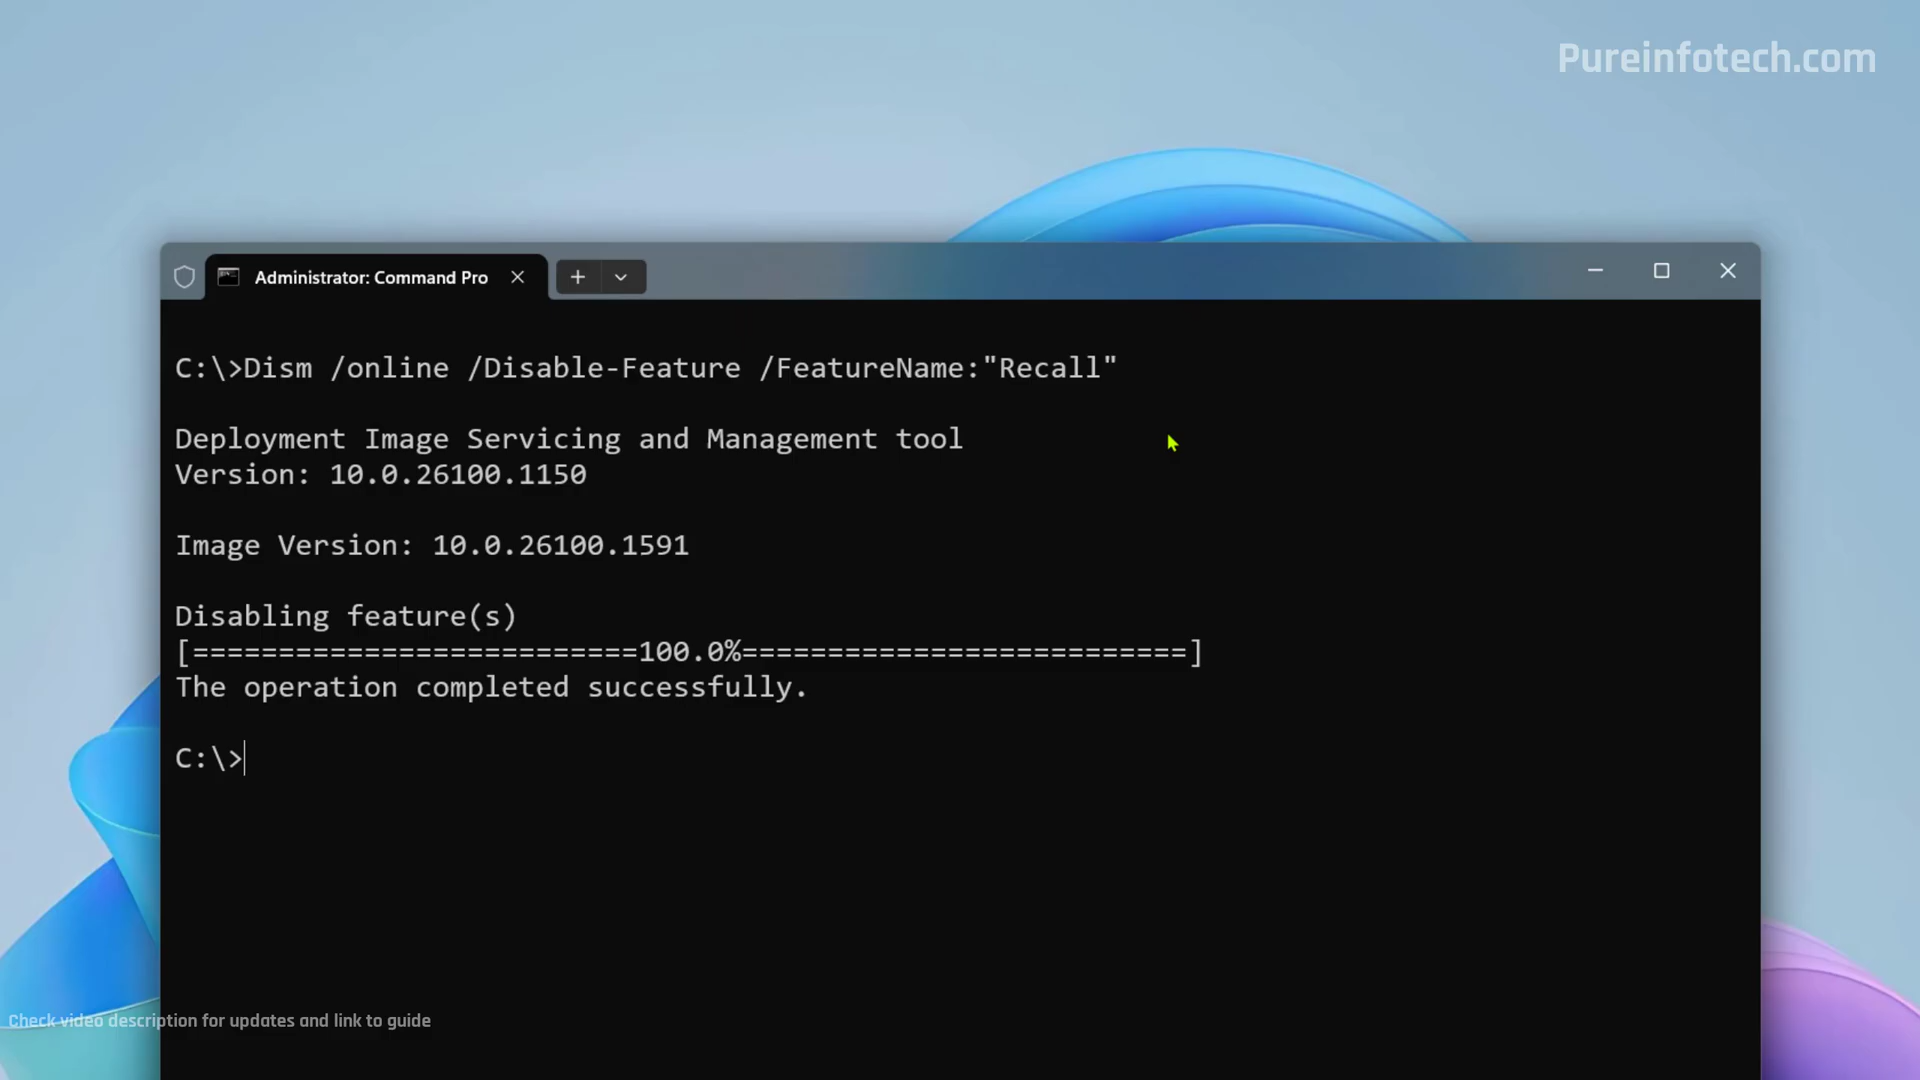 Pureinfotech.com
Administrator: Command Pro
C:\>Dism /online /Disable-Feature /FeatureName:"Recall"
Deployment Image Servicing and Management tool
Version: 10.0.26100.1150
Image Version: 10.0.26100.1591
Disabling feature(s)
[==========================100.0%==========================]
The operation completed successfully.
C:\>
Check video description for updates and link to guide